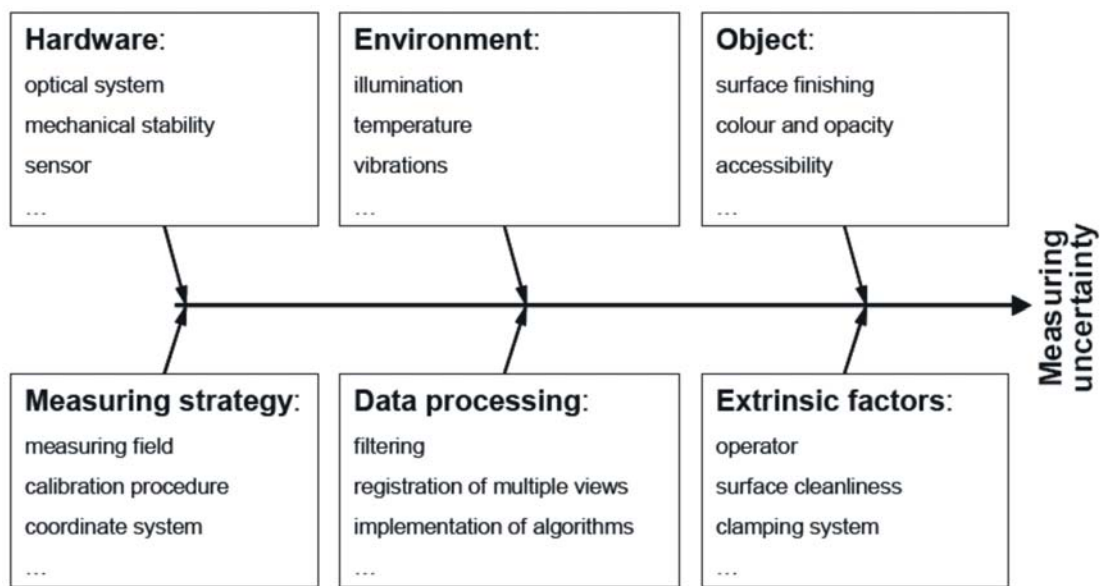 Hardware:
optical system
mechanical stability
sensor
...
Environment:
illumination
temperature
vibrations
...
Object:
surface finishing
colour and opacity
accessibility
...
Measuring
uncertainty
Measuring strategy:
measuring field
calibration procedure
coordinate system
...
Data processing:
filtering
registration of multiple views
implementation of algorithms
...
Extrinsic factors:
operator
surface cleanliness
clamping system
...